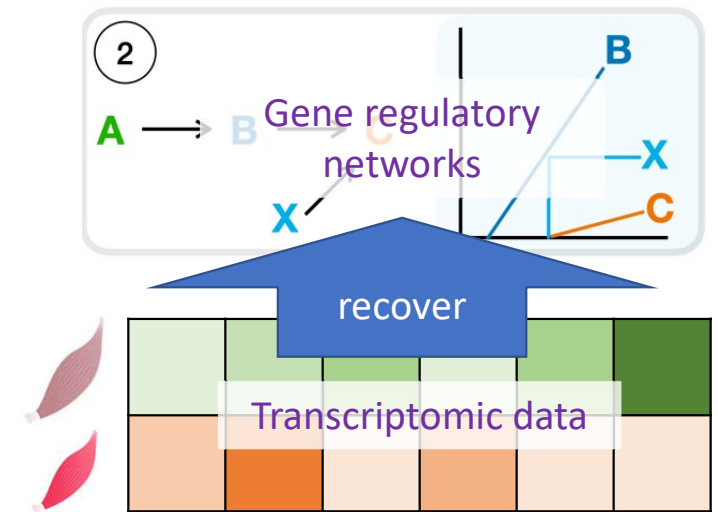 2
B
A B C
Gene regulatory
networks
X
X
C
recover
Transcriptomic data